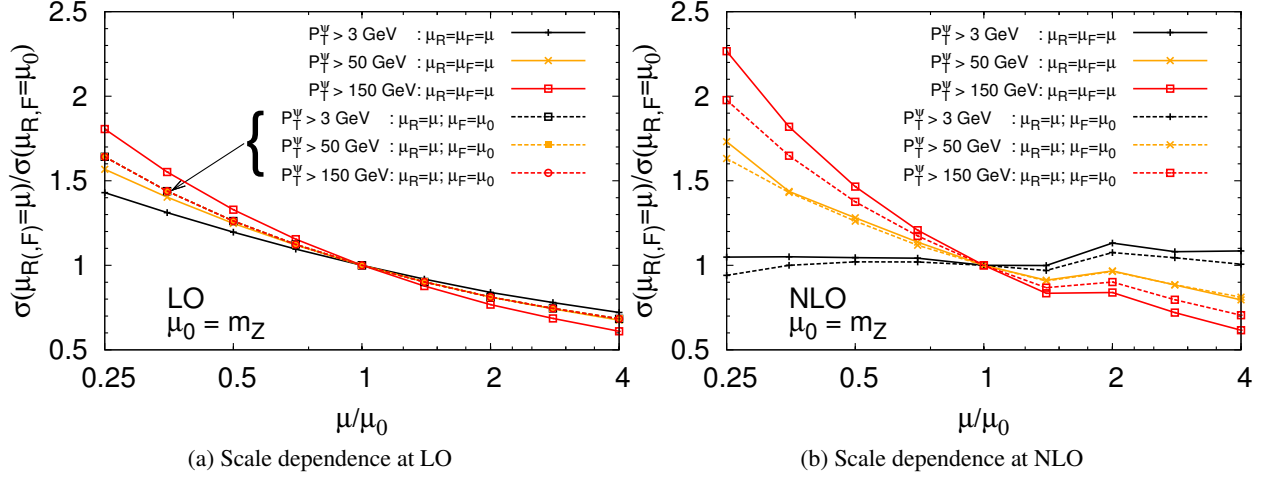 σ(μ_R(,F)=μ)/σ(μ_R,F=μ_0)
2.5
2
1.5
1
0.5
P_T^ψ > 3 GeV : μ_R=μ_F=μ
P_T^ψ > 50 GeV : μ_R=μ_F=μ
P_T^ψ > 150 GeV: μ_R=μ_F=μ
P_T^ψ > 3 GeV : μ_R=μ; μ_F=μ_0
P_T^ψ > 50 GeV : μ_R=μ; μ_F=μ_0
P_T^ψ > 150 GeV: μ_R=μ; μ_F=μ_0
{
LO
μ_0 = m_Z
0.25 0.5 1 2 4
μ/μ_0
(a) Scale dependence at LO
σ(μ_R(,F)=μ)/σ(μ_R,F=μ_0)
2.5
2
1.5
1
0.5
P_T^ψ > 3 GeV : μ_R=μ_F=μ
P_T^ψ > 50 GeV : μ_R=μ_F=μ
P_T^ψ > 150 GeV: μ_R=μ_F=μ
P_T^ψ > 3 GeV : μ_R=μ; μ_F=μ_0
P_T^ψ > 50 GeV : μ_R=μ; μ_F=μ_0
P_T^ψ > 150 GeV: μ_R=μ; μ_F=μ_0
NLO
μ_0 = m_Z
0.25 0.5 1 2 4
μ/μ_0
(b) Scale dependence at NLO